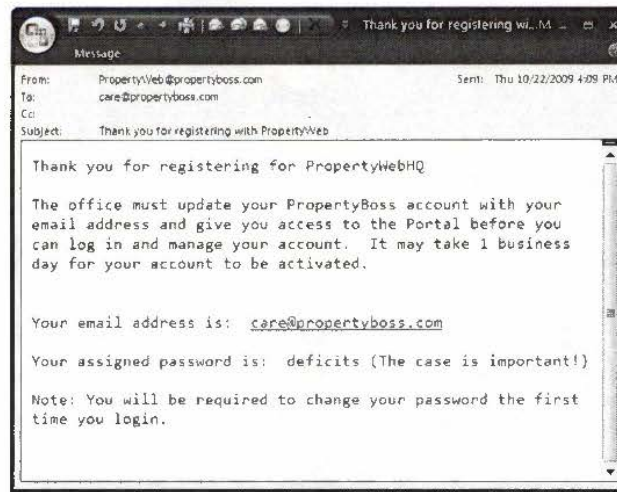 Thank you for registering wi... M
Message
From: PropertyWeb@propertyboss.com Sent: Thu 10/22/2009 4:09 PM
To: care@propertyboss.com
Cc:
Subject: Thank you for registering with PropertyWeb
Thank you for registering for PropertyWebHQ
The office must update your PropertyBoss account with your
email address and give you access to the Portal before you
can log in and manage your account. It may take 1 business
day for your account to be activated.
Your email address is: care@propertyboss.com
Your assigned password is: deficits (The case is important!)
Note: You will be required to change your password the first
time you login.